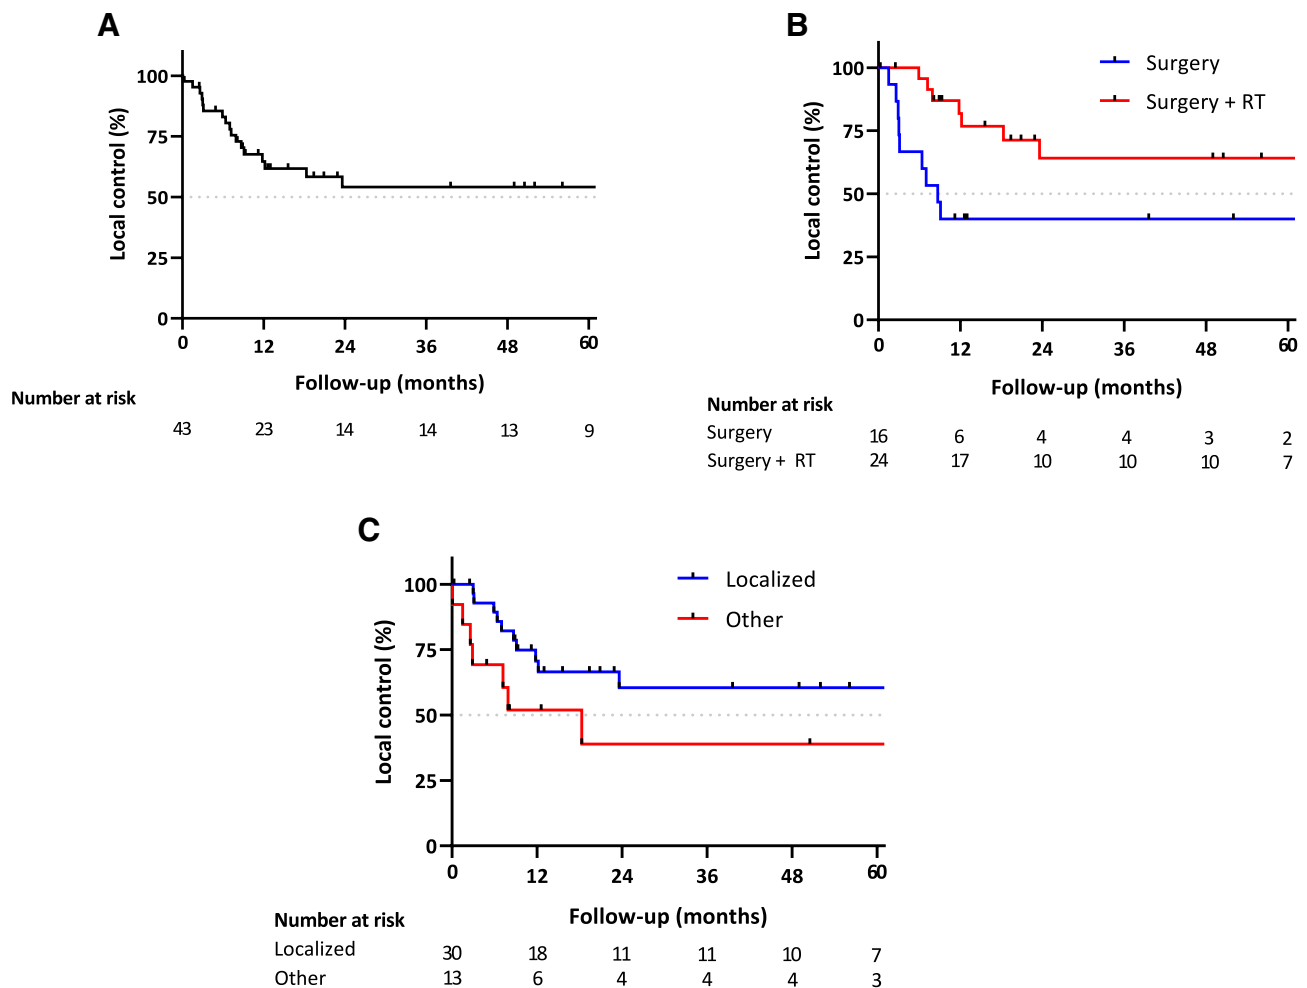 A
Local control (%)
100
75
50
25
0
0 12 24 36 48 60
Follow-up (months)
Number at risk
43 23 14 14 13 9
B
Surgery
Surgery + RT
Local control (%)
100
75
50
25
0
0 12 24 36 48 60
Follow-up (months)
Number at risk
Surgery 16 6 4 4 3 2
Surgery + RT 24 17 10 10 10 7
C
Localized
Other
Local control (%)
100
75
50
25
0
0 12 24 36 48 60
Follow-up (months)
Number at risk
Localized 30 18 11 11 10 7
Other 13 6 4 4 4 3